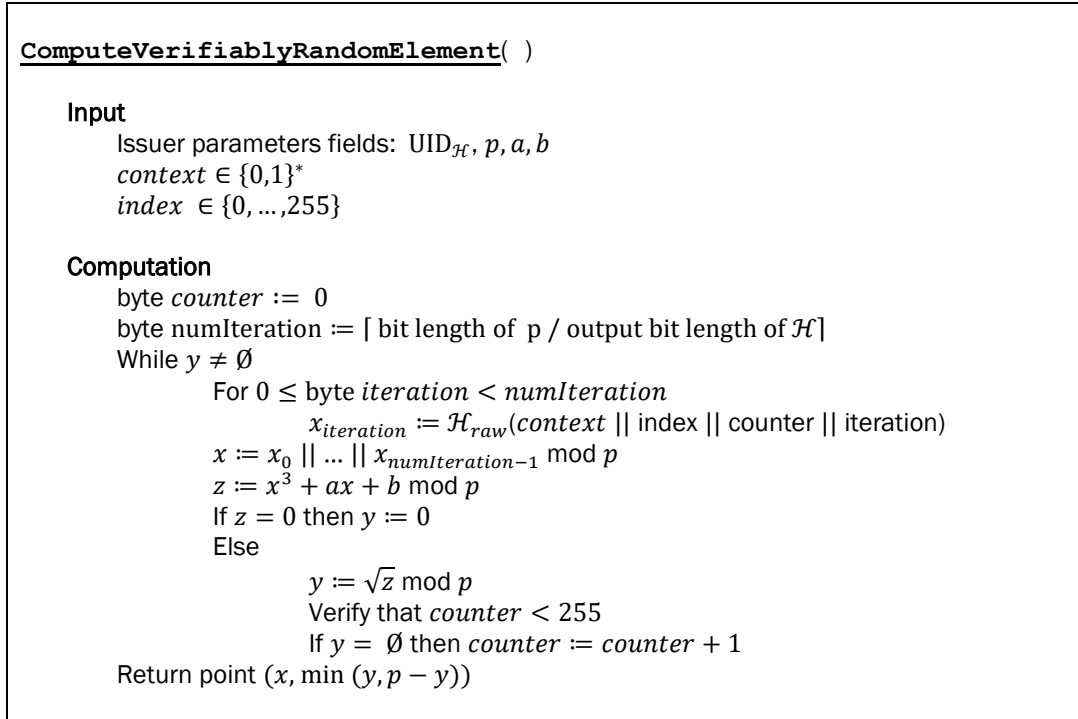 ComputeVerifiablyRandomElement( )
Input
Issuer parameters fields: UID_ℋ, p, a, b
context ∈ {0,1}*
index ∈ {0, … ,255}
Computation
byte counter := 0
byte numIteration := ⌈ bit length of p / output bit length of ℋ⌉
While y ≠ Ø
For 0 ≤ byte iteration < numIteration
x_iteration := ℋ_raw(context || index || counter || iteration)
x := x_0 || … || x_numIteration−1 mod p
z := x³ + ax + b mod p
If z = 0 then y := 0
Else
y := √z mod p
Verify that counter < 255
If y = Ø then counter := counter + 1
Return point (x, min (y, p − y))